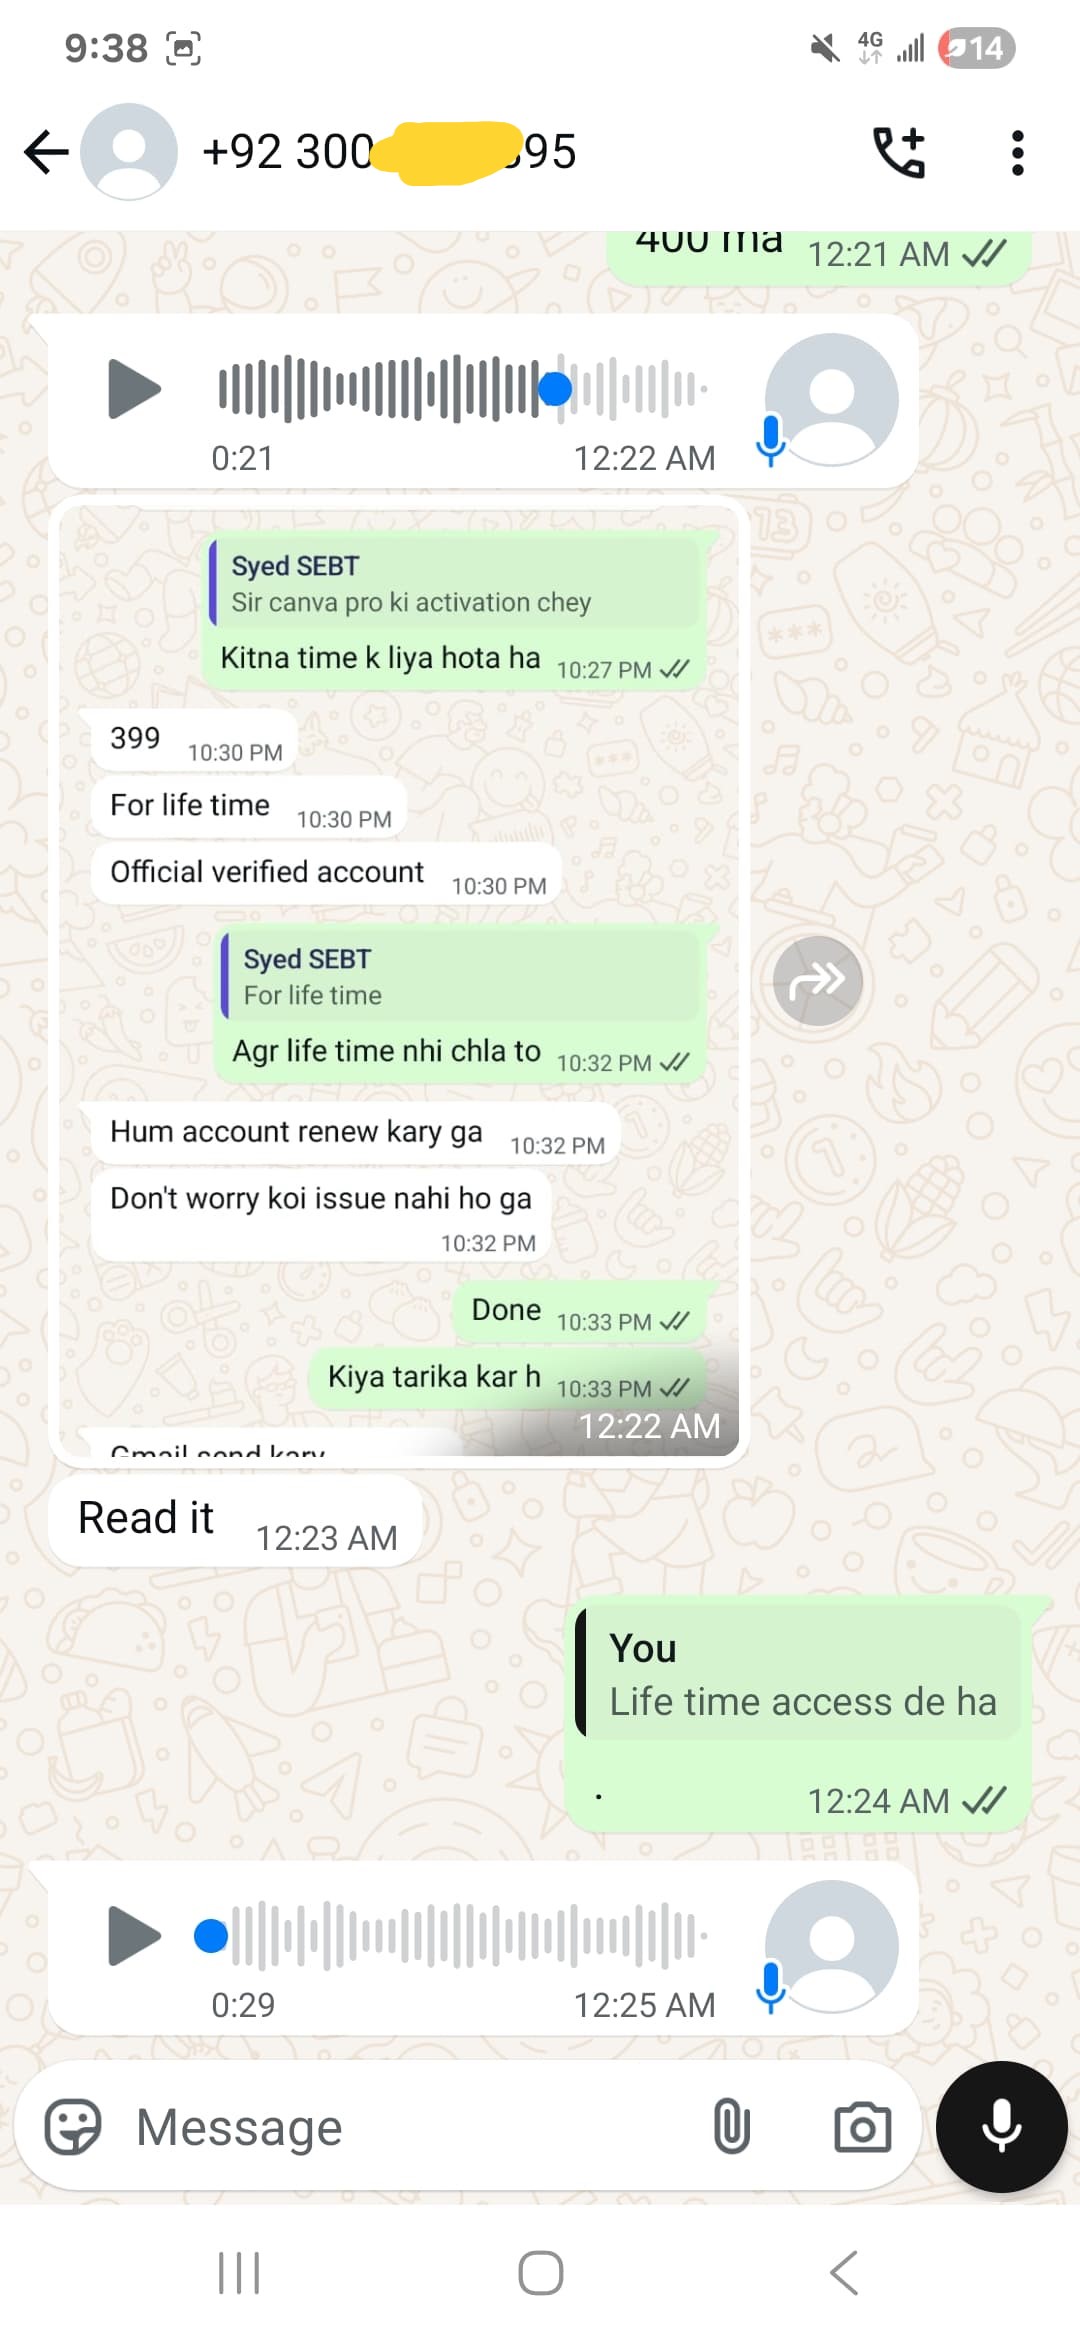 9:38
4G
14
+92 300 95
400 ma 12:21 AM
0:21 12:22 AM
Syed SEBT
Sir canva pro ki activation chey
Kitna time k liya hota ha 10:27 PM
399 10:30 PM
For life time 10:30 PM
Official verified account 10:30 PM
Syed SEBT
For life time
Agr life time nhi chla to 10:32 PM
Hum account renew kary ga 10:32 PM
Don't worry koi issue nahi ho ga
10:32 PM
Done 10:33 PM
Kiya tarika kar h 10:33 PM
12:22 AM
Gmail send kary
Read it 12:23 AM
You
Life time access de ha
. 12:24 AM
0:29 12:25 AM
Message